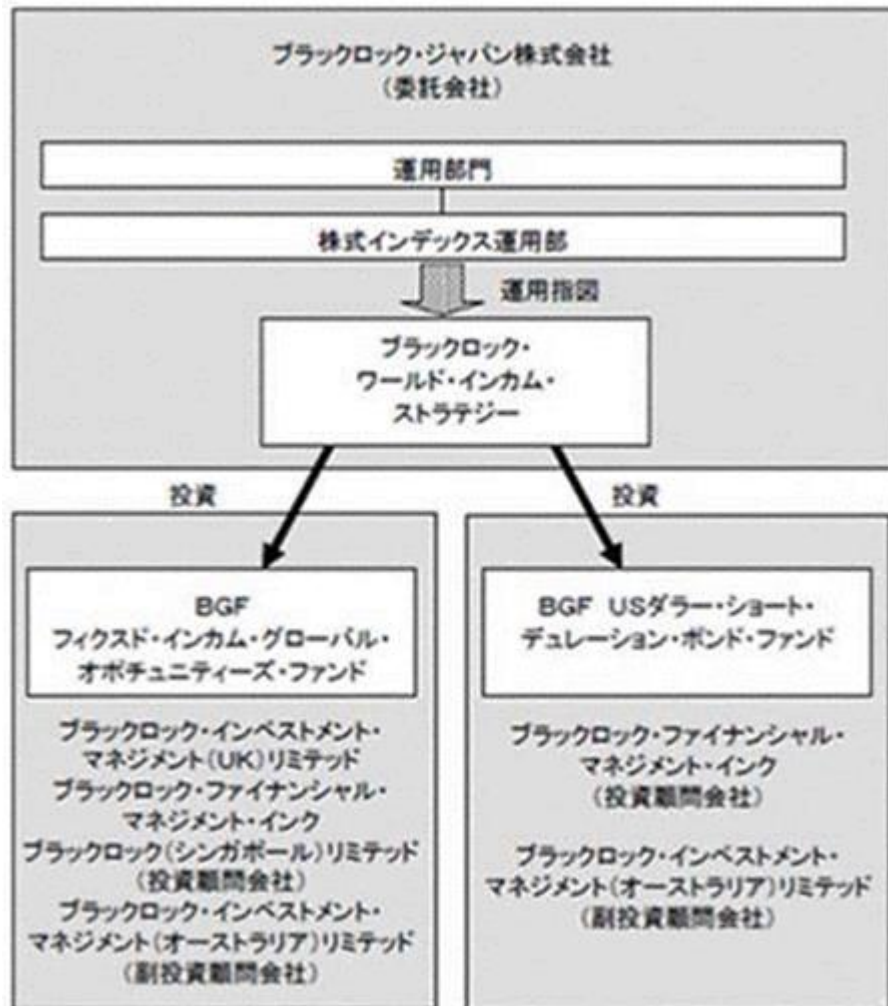 ブラックロック・ジャパン株式会社
(委託会社)
運用部門
株式インデックス運用部
運用指図
ブラックロック・
ワールド・インカム・
ストラテジー
投資
投資
BGF
フィクスド・インカム・グローバル・
オポチュニティーズ・ファンド
ブラックロック・インベストメント・
マネジメント(UK)リミテッド
ブラックロック・ファイナンシャル・
マネジメント・インク
ブラックロック(シンガポール)リミテッド
(投資顧問会社)
ブラックロック・インベストメント・
マネジメント(オーストラリア)リミテッド
(副投資顧問会社)
BGF USダラー・ショート・
デュレーション・ボンド・ファンド
ブラックロック・ファイナンシャル・
マネジメント・インク
(投資顧問会社)
ブラックロック・インベストメント・
マネジメント(オーストラリア)リミテッド
(副投資顧問会社)